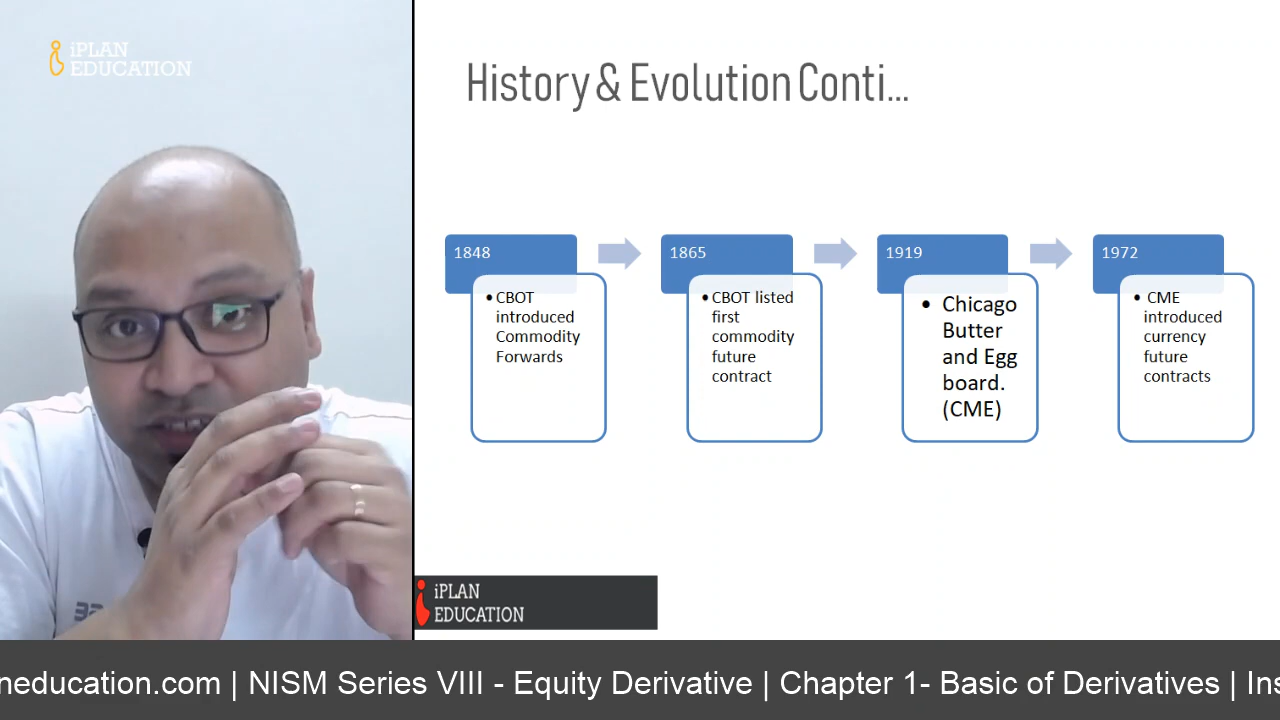 iPLAN
EDUCATION
History & Evolution Conti...
1848
• CBOT
introduced
Commodity
Forwards
1865
• CBOT listed
first
commodity
future
contract
1919
• Chicago
Butter
and Egg
board.
(CME)
1972
• CME
introduced
currency
future
contracts
iPLAN
EDUCATION
neducation.com | NISM Series VIII - Equity Derivative | Chapter 1- Basic of Derivatives | Ins